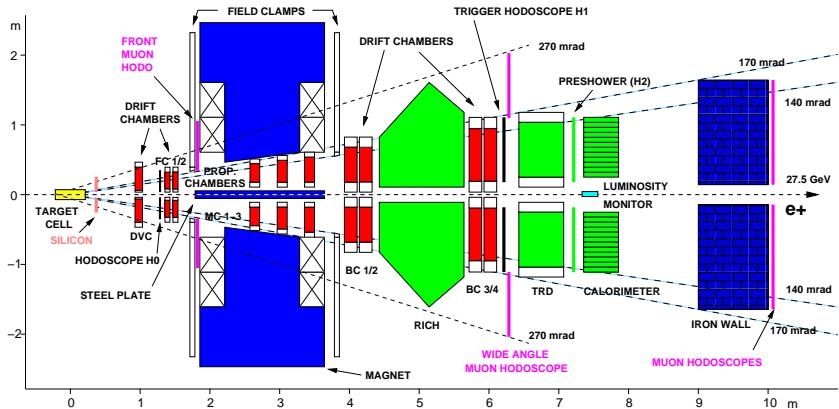 FIELD CLAMPS
TRIGGER HODOSCOPE H1
m
FRONT
MUON
HODO
DRIFT CHAMBERS
270 mrad
170 mrad
2
PRESHOWER (H2)
140 mrad
DRIFT
CHAMBERS
1
FC 1/2
PROP.
CHAMBERS
27.5 GeV
0
LUMINOSITY
MONITOR
e+
TARGET
CELL
SILICON
DVC
MC 1-3
HODOSCOPE H0
STEEL PLATE
-1
BC 1/2
BC 3/4
TRD
CALORIMETER
140 mrad
RICH
IRON WALL
170 mrad
-2
270 mrad
WIDE ANGLE
MUON HODOSCOPE
MUON HODOSCOPES
MAGNET
0 1 2 3 4 5 6 7 8 9 10 m